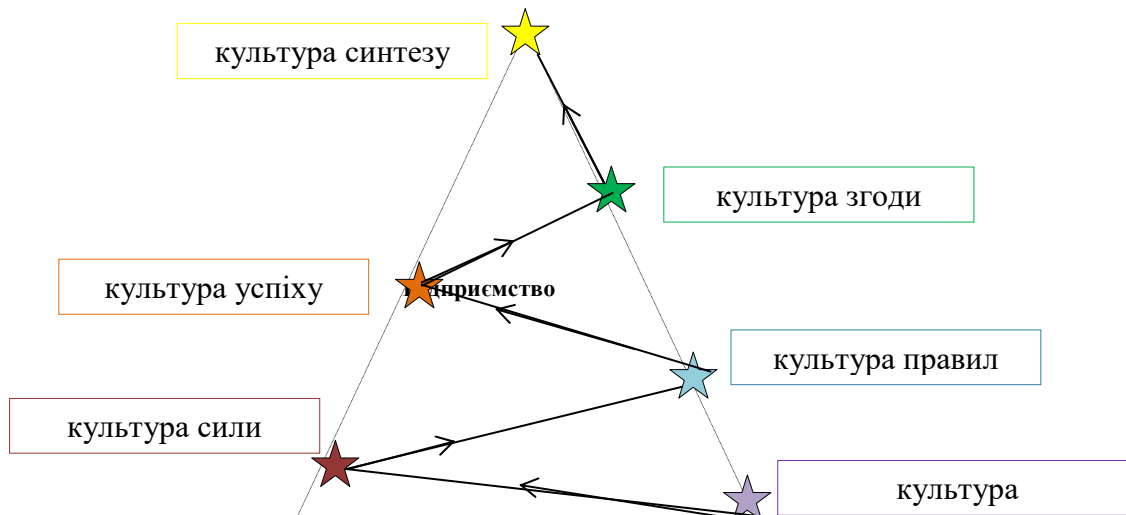 культура синтезу
культура згоди
культура успіху
підприємство
культура правил
культура сили
культура